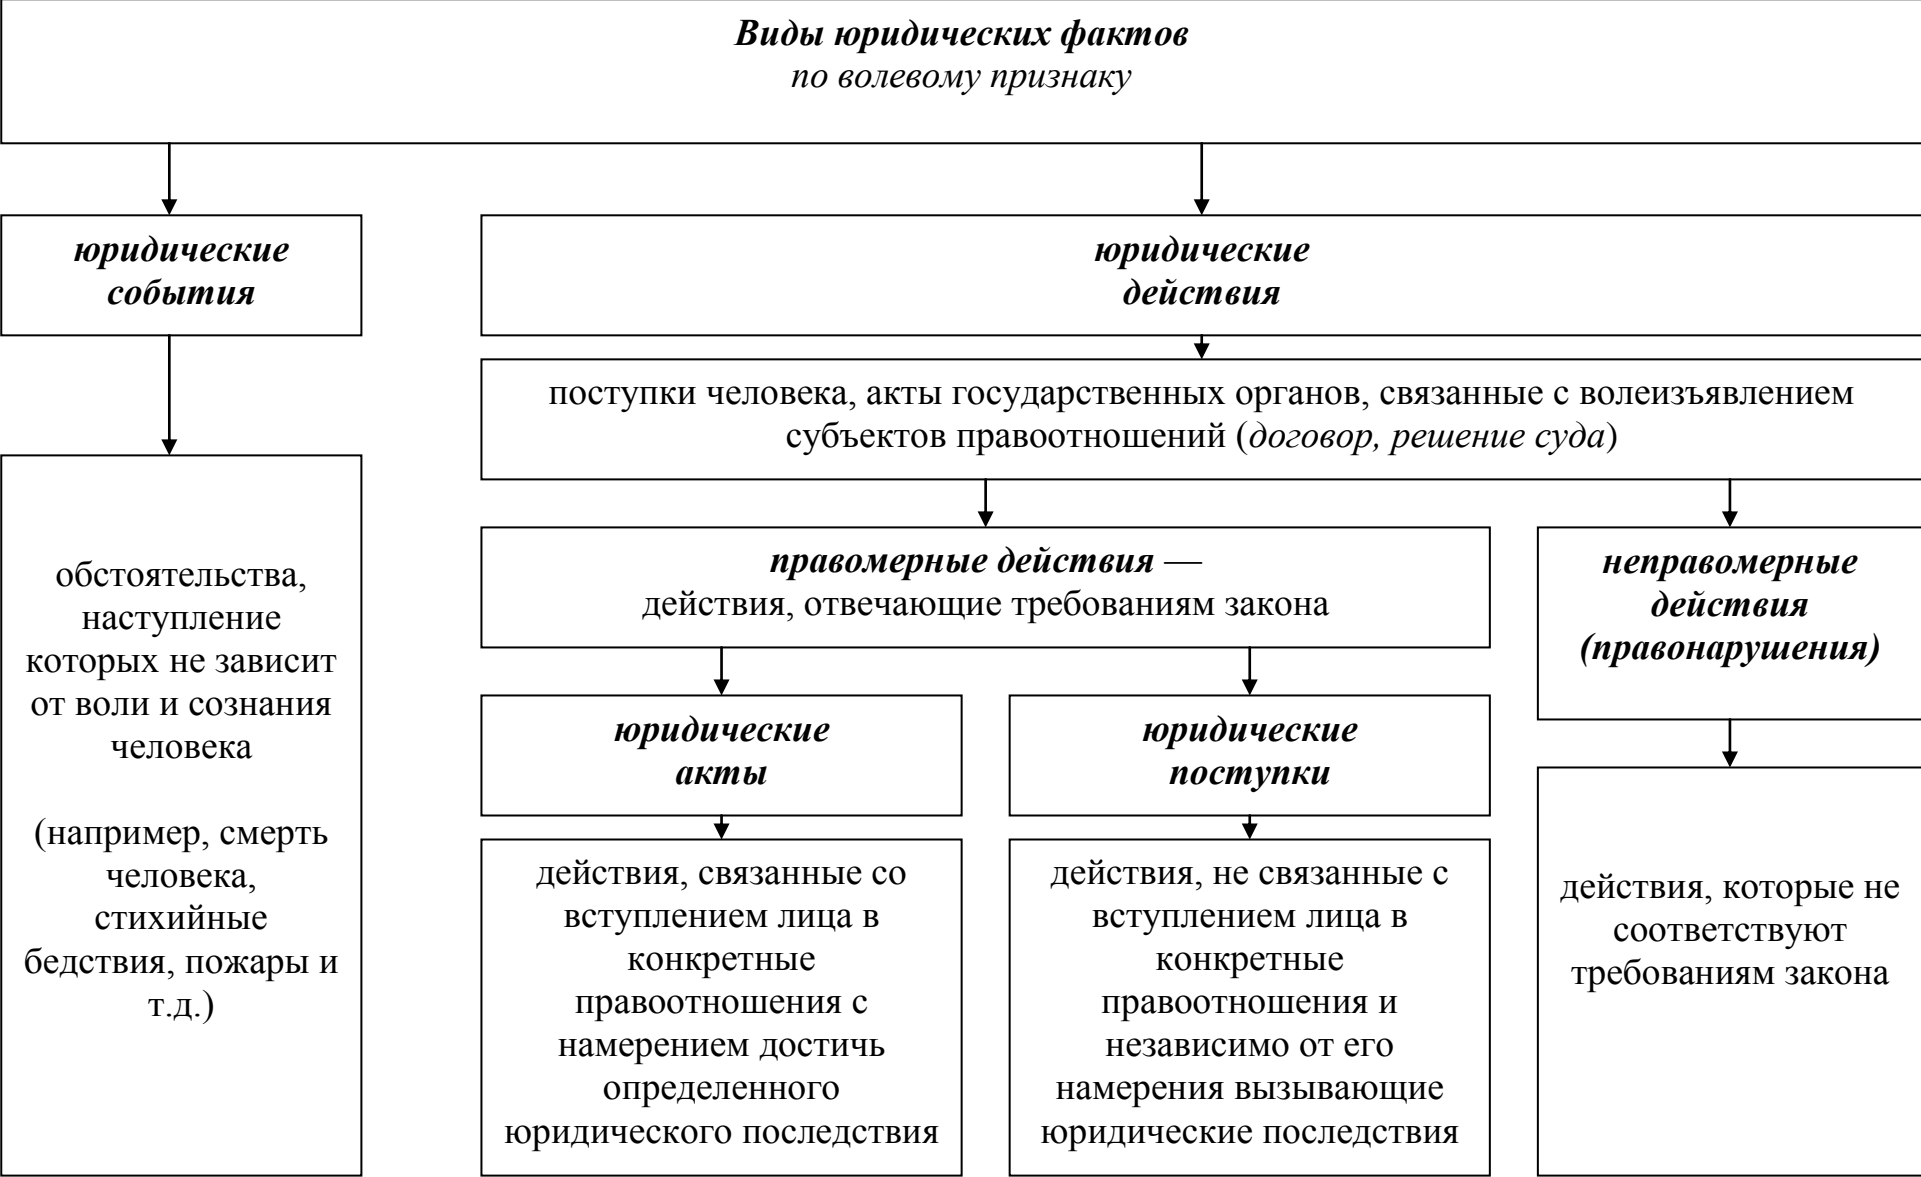 Виды юридических фактов
по волевому признаку
юридические
события
юридические
действия
поступки человека, акты государственных органов, связанные с волеизъявлением
субъектов правоотношений (договор, решение суда)
обстоятельства,
наступление
которых не зависит
от воли и сознания
человека
(например, смерть
человека,
стихийные
бедствия, пожары и
т.д.)
правомерные действия —
действия, отвечающие требованиям закона
неправомерные
действия
(правонарушения)
юридические
акты
юридические
поступки
действия, связанные со
вступлением лица в
конкретные
правоотношения с
намерением достичь
определенного
юридического последствия
действия, не связанные с
вступлением лица в
конкретные
правоотношения и
независимо от его
намерения вызывающие
юридические последствия
действия, которые не
соответствуют
требованиям закона